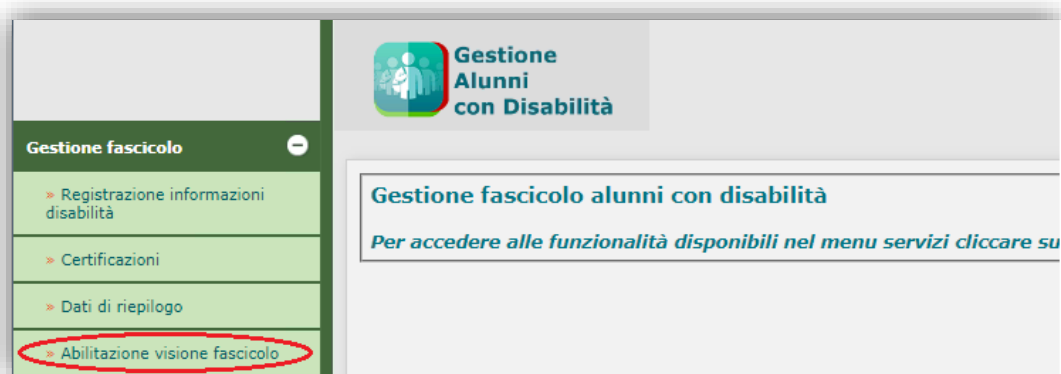 Gestione
Alunni
con Disabilità
Gestione fascicolo
» Registrazione informazioni
disabilità
» Certificazioni
» Dati di riepilogo
» Abilitazione visione fascicolo
Gestione fascicolo alunni con disabilità
Per accedere alle funzionalità disponibili nel menu servizi cliccare su